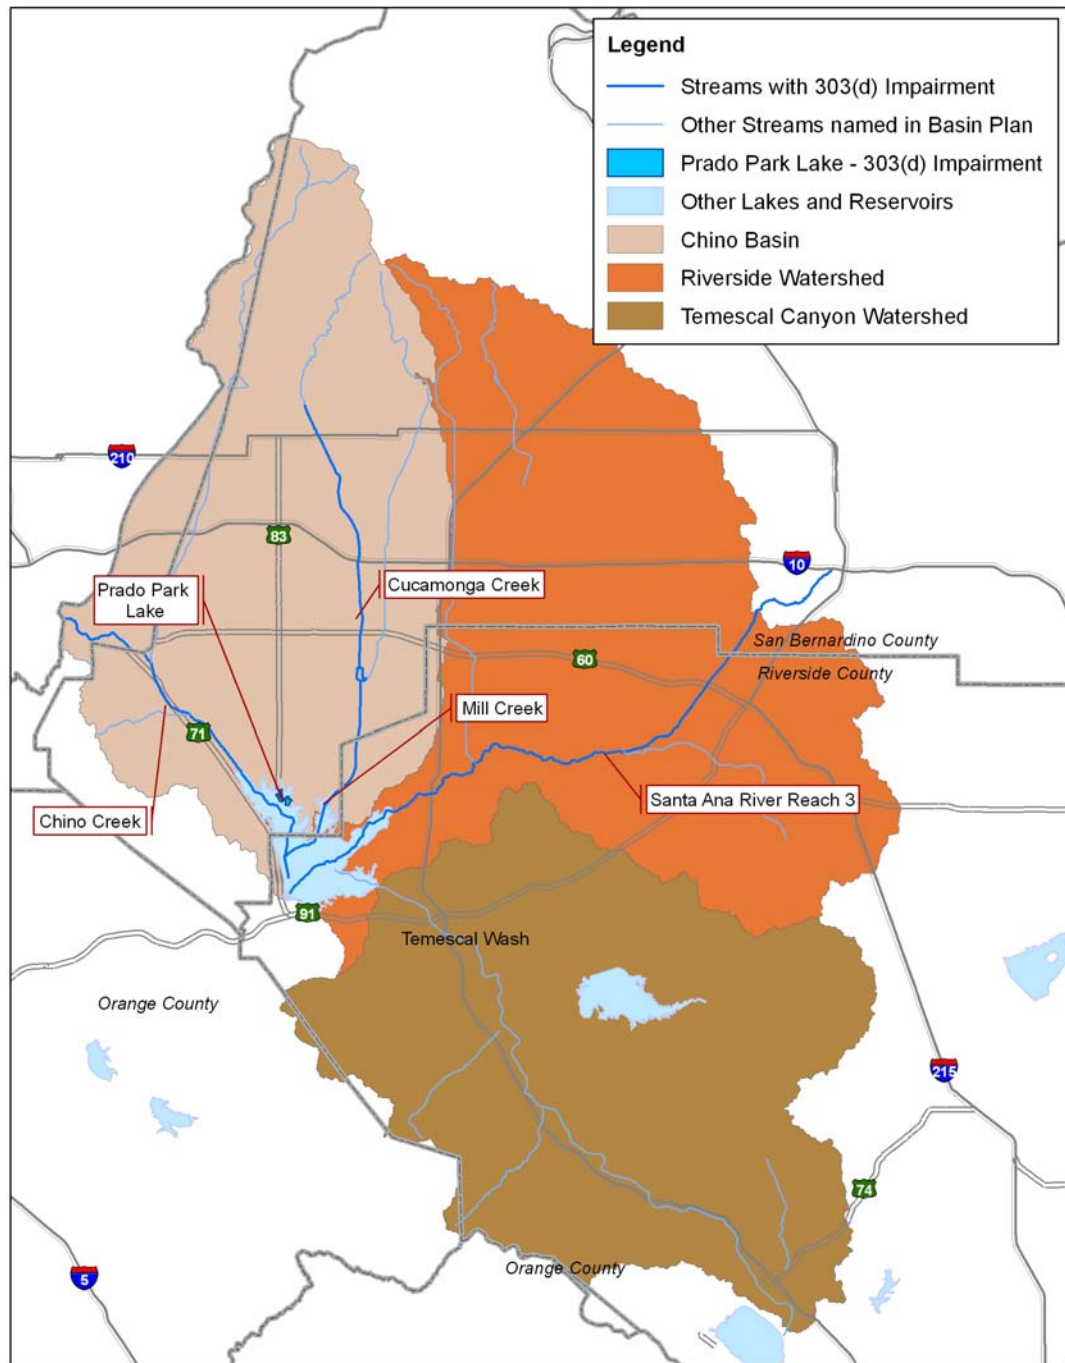 Legend
Streams with 303(d) Impairment
Other Streams named in Basin Plan
Prado Park Lake - 303(d) Impairment
Other Lakes and Reservoirs
Chino Basin
Riverside Watershed
Temescal Canyon Watershed
210
83
10
Prado Park
Lake
Cucamonga Creek
San Bernardino County
60
Riverside County
Mill Creek
71
Santa Ana River Reach 3
Chino Creek
91
Temescal Wash
Orange County
215
74
Orange County
5